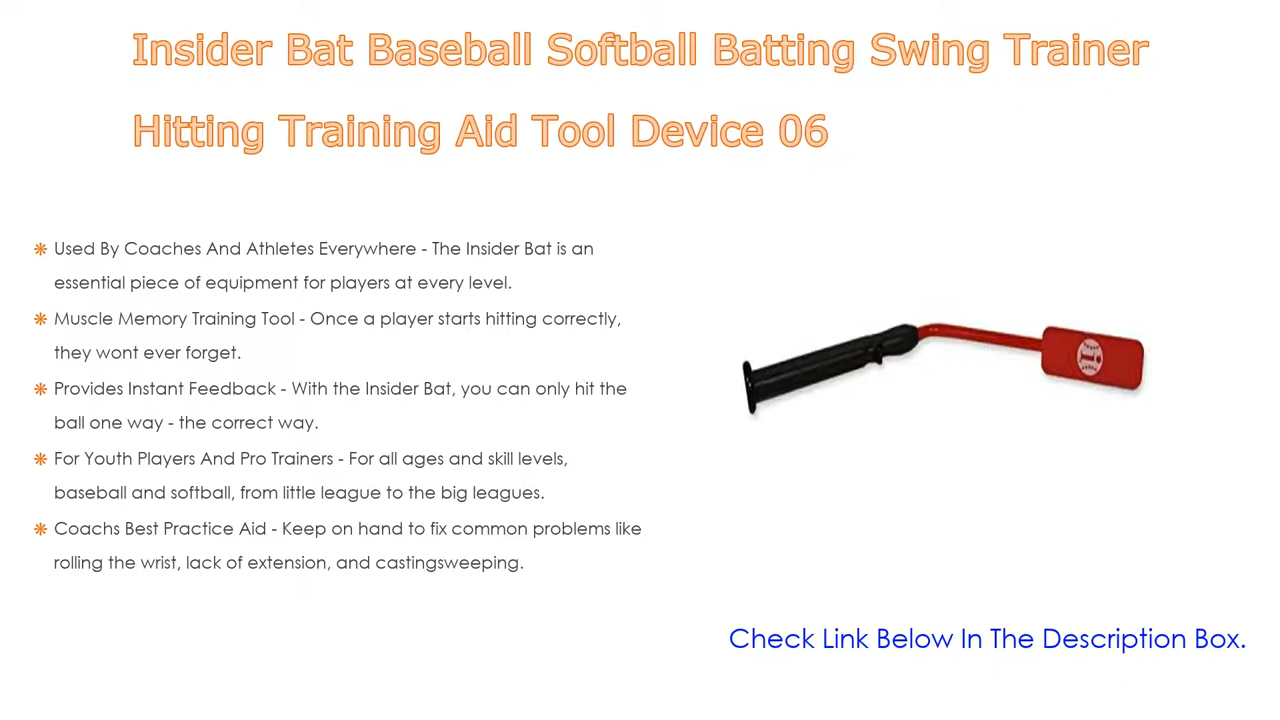 Insider Bat Baseball Softball Batting Swing Trainer
Hitting Training Aid Tool Device 06
Used By Coaches And Athletes Everywhere - The Insider Bat is an
essential piece of equipment for players at every level.
Muscle Memory Training Tool - Once a player starts hitting correctly,
they wont ever forget.
Provides Instant Feedback - With the Insider Bat, you can only hit the
ball one way - the correct way.
For Youth Players And Pro Trainers - For all ages and skill levels,
baseball and softball, from little league to the big leagues.
Coachs Best Practice Aid - Keep on hand to fix common problems like
rolling the wrist, lack of extension, and castingsweeping.
i
Check Link Below In The Description Box.